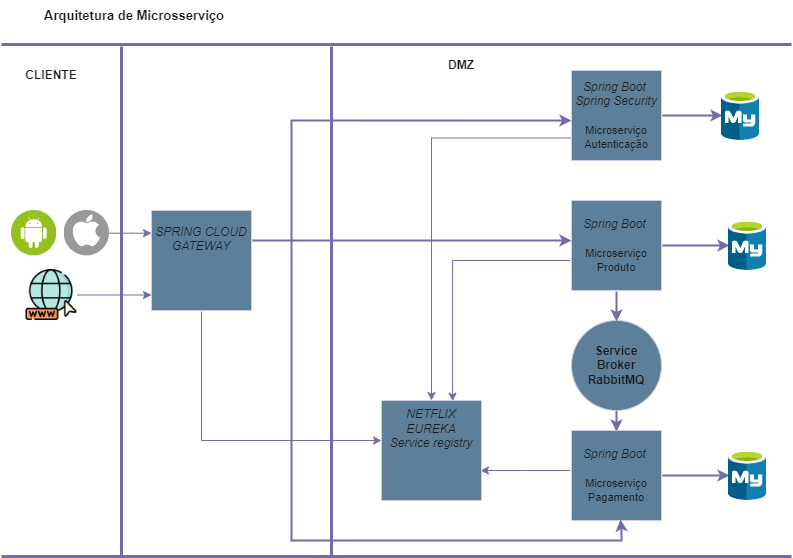 Arquitetura de Microsserviço
CLIENTE
DMZ
Spring Boot
Spring Security
Microserviço
Autenticação
My
SPRING CLOUD
GATEWAY
Spring Boot
Microserviço
Produto
My
WWW
Service
Broker
RabbitMQ
NETFLIX
EUREKA
Service registry
Spring Boot
Microserviço
Pagamento
My